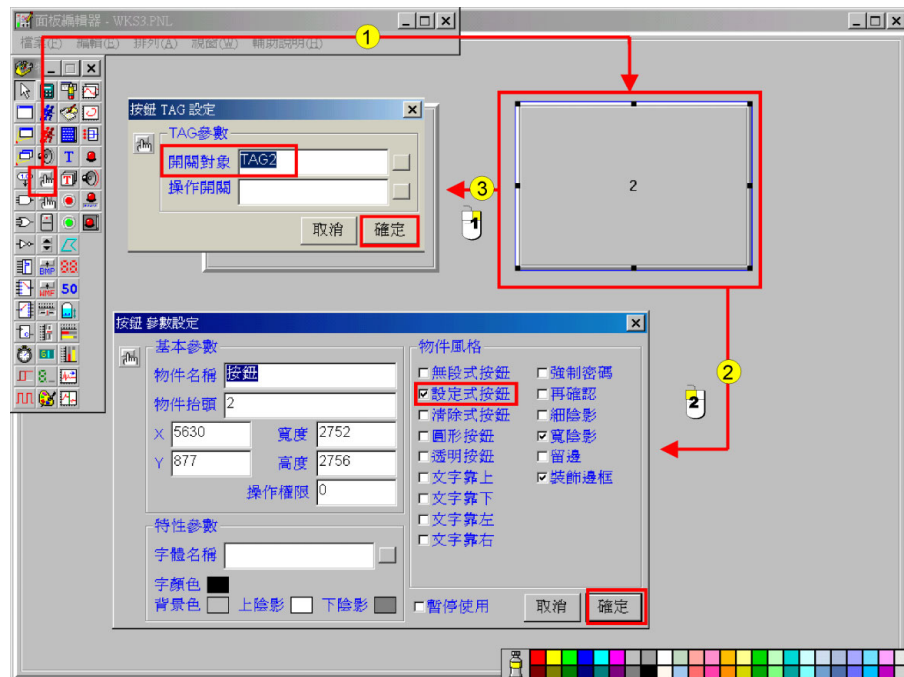 面板編輯器 - WKS3.PNL
檔案(F) 編輯(E) 排列(A) 視窗(W) 輔助說明(H)
1
按鈕 TAG 設定
TAG參數
開關對象 TAG2
操作開關
取消 確定
3
1
2
T
BMP 88
WMF 50
按鈕 參數設定
基本參數
物件名稱 按鈕
物件抬頭 2
X 5630 寬度 2752
Y 877 高度 2756
操作權限 0
特性參數
字體名稱
字顏色
背景色 上陰影 下陰影
物件風格
無段式按鈕 強制密碼
設定式按鈕 再確認
清除式按鈕 細陰影
圓形按鈕 寬陰影
透明按鈕 留邊
文字靠上 裝飾邊框
文字靠下
文字靠左
文字靠右
暫停使用 取消 確定
2
2